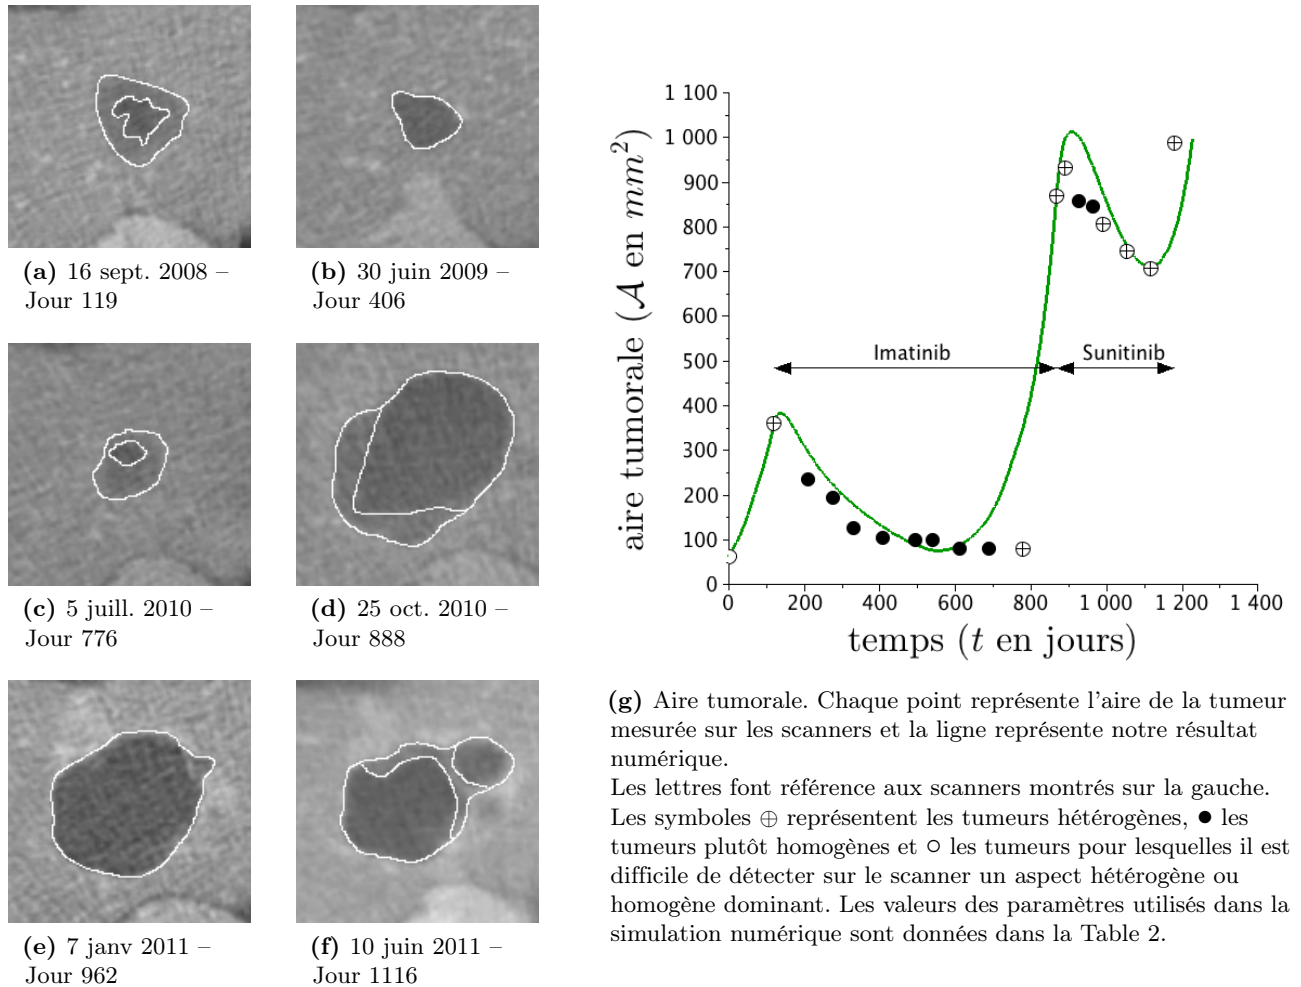 (a) 16 sept. 2008 –
Jour 119
(b) 30 juin 2009 –
Jour 406
(c) 5 juill. 2010 –
Jour 776
(d) 25 oct. 2010 –
Jour 888
(e) 7 janv 2011 –
Jour 962
(f) 10 juin 2011 –
Jour 1116
aire tumorale (𝒜 en mm²)
1 100
1 000
900
800
700
600
500
400
300
200
100
0
Imatinib
Sunitinib
0 200 400 600 800 1 000 1 200 1 400
temps (t en jours)
(g) Aire tumorale. Chaque point représente l'aire de la tumeur
mesurée sur les scanners et la ligne représente notre résultat
numérique.
Les lettres font référence aux scanners montrés sur la gauche.
Les symboles ⊕ représentent les tumeurs hétérogènes, ● les
tumeurs plutôt homogènes et ○ les tumeurs pour lesquelles il est
difficile de détecter sur le scanner un aspect hétérogène ou
homogène dominant. Les valeurs des paramètres utilisés dans la
simulation numérique sont données dans la Table 2.